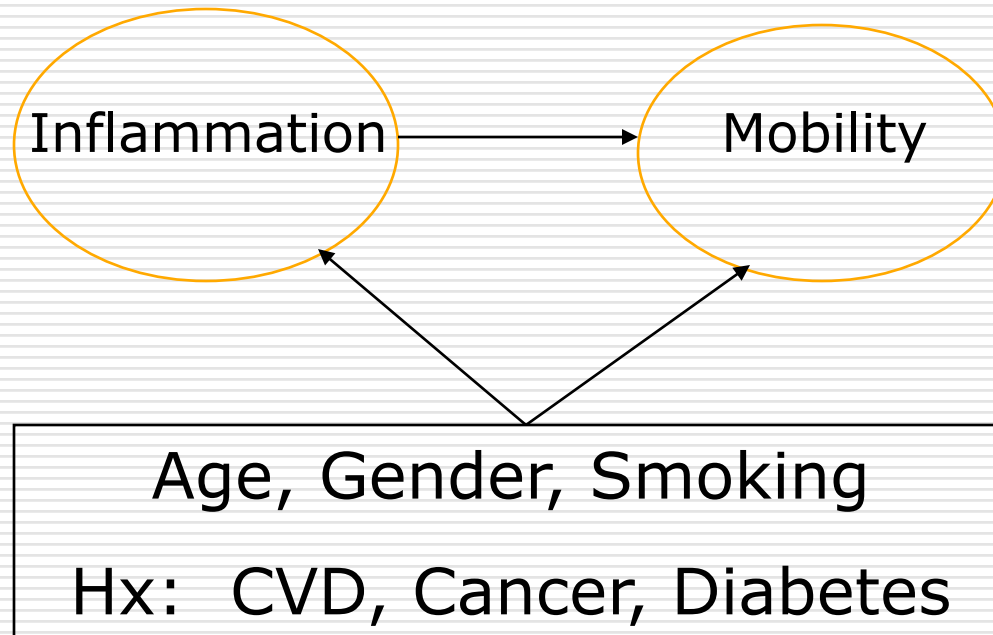 Inflammation
Mobility
Age, Gender, Smoking
Hx: CVD, Cancer, Diabetes